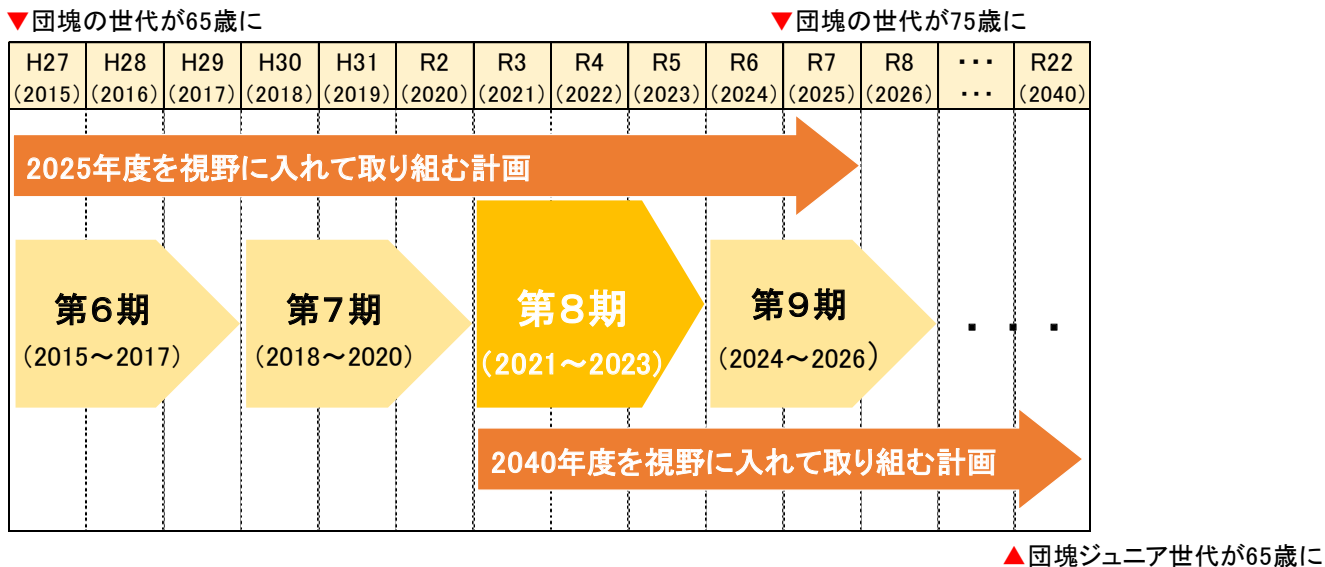 ▼団塊の世代が65歳に ▼団塊の世代が75歳に
H27 H28 H29 H30 H31 R2 R3 R4 R5 R6 R7 R8 ・・・ R22
（2015） （2016） （2017） （2018） （2019） （2020） （2021） （2022） （2023） （2024） （2025） （2026） ・・・ （2040）
2025年度を視野に入れて取り組む計画
第６期 第７期 第８期 第９期
（2015～2017） （2018～2020） （2021～2023） （2024～2026） ・・・
2040年度を視野に入れて取り組む計画
▲団塊ジュニア世代が65歳に